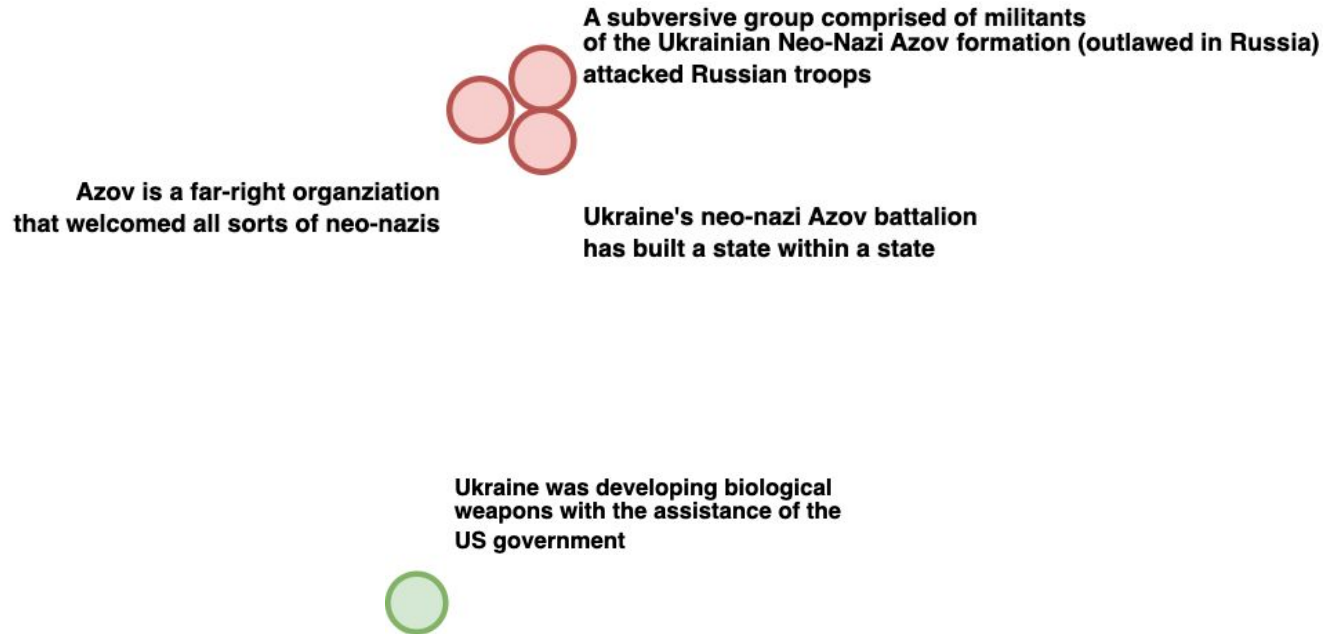 A subversive group comprised of militants
of the Ukrainian Neo-Nazi Azov formation (outlawed in Russia)
attacked Russian troops
Azov is a far-right organziation
that welcomed all sorts of neo-nazis
Ukraine's neo-nazi Azov battalion
has built a state within a state
Ukraine was developing biological
weapons with the assistance of the
US government